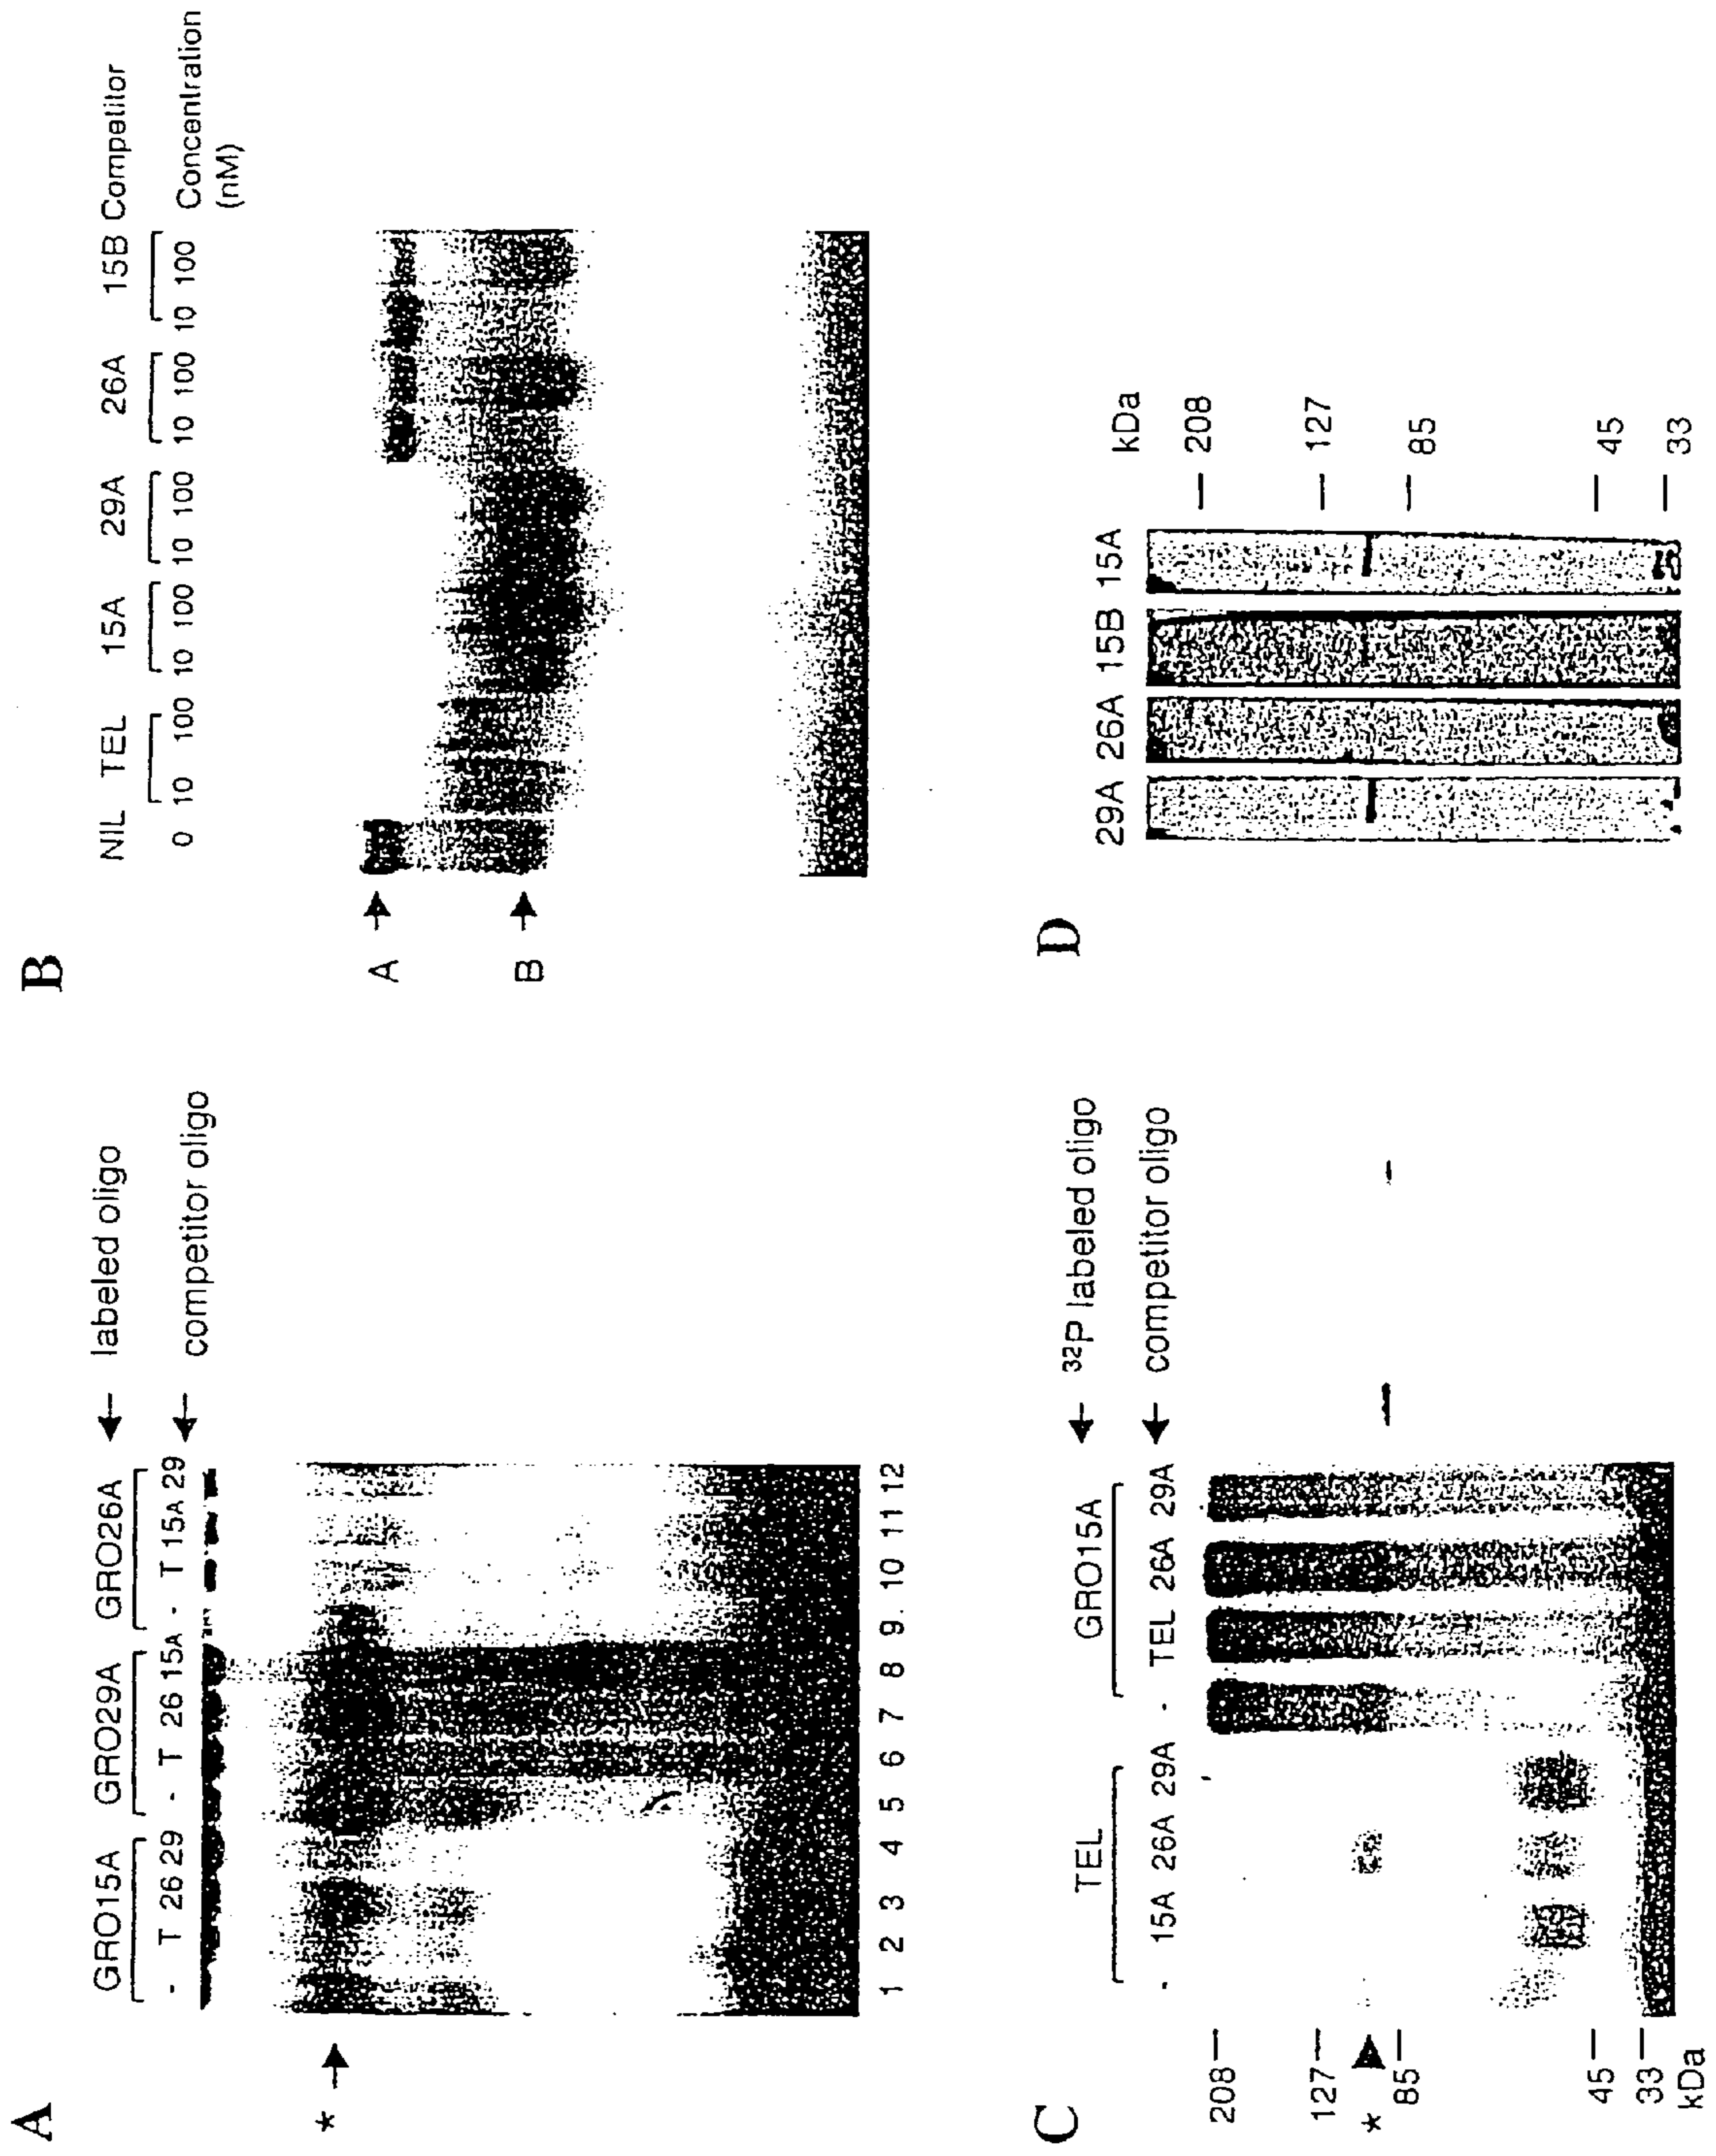 A
GRO15A GRO29A GRO26A ← labeled oligo
- T 26 29 - T 26 15A - T 15A 29 ← competitor oligo
* →
1 2 3 4 5 6 7 8 9 10 11 12
B
NIL TEL 15A 29A 26A 15B Competitor
0 10 100 10 100 10 100 10 100 10 100 Concentration
(nM)
A →
B →
C
TEL GRO15A ← 32P labeled oligo
- 15A 26A 29A - TEL 26A 29A ← competitor oligo
208
127
*
85
45
33
kDa
D
29A 26A 15B 15A kDa
208
127
85
45
33